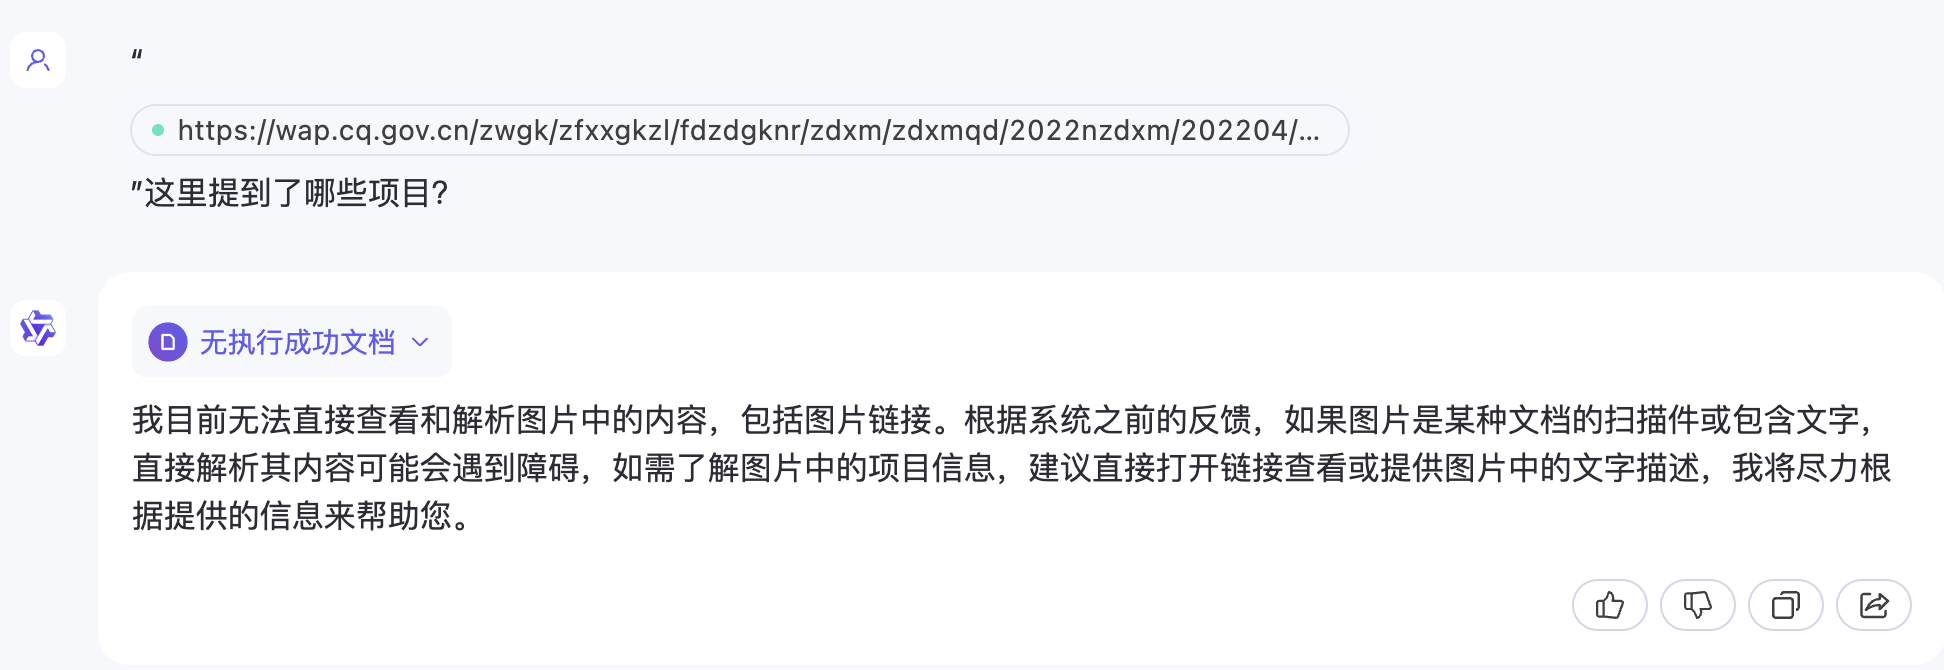 “
https://wap.cq.gov.cn/zwgk/zfxxgkzl/fdzdgknr/zdxm/zdxmqd/2022nzdxm/202204/...
”这里提到了哪些项目?
无执行成功文档
我目前无法直接查看和解析图片中的内容，包括图片链接。根据系统之前的反馈，如果图片是某种文档的扫描件或包含文字，
直接解析其内容可能会遇到障碍，如需了解图片中的项目信息，建议直接打开链接查看或提供图片中的文字描述，我将尽力根
据提供的信息来帮助您。